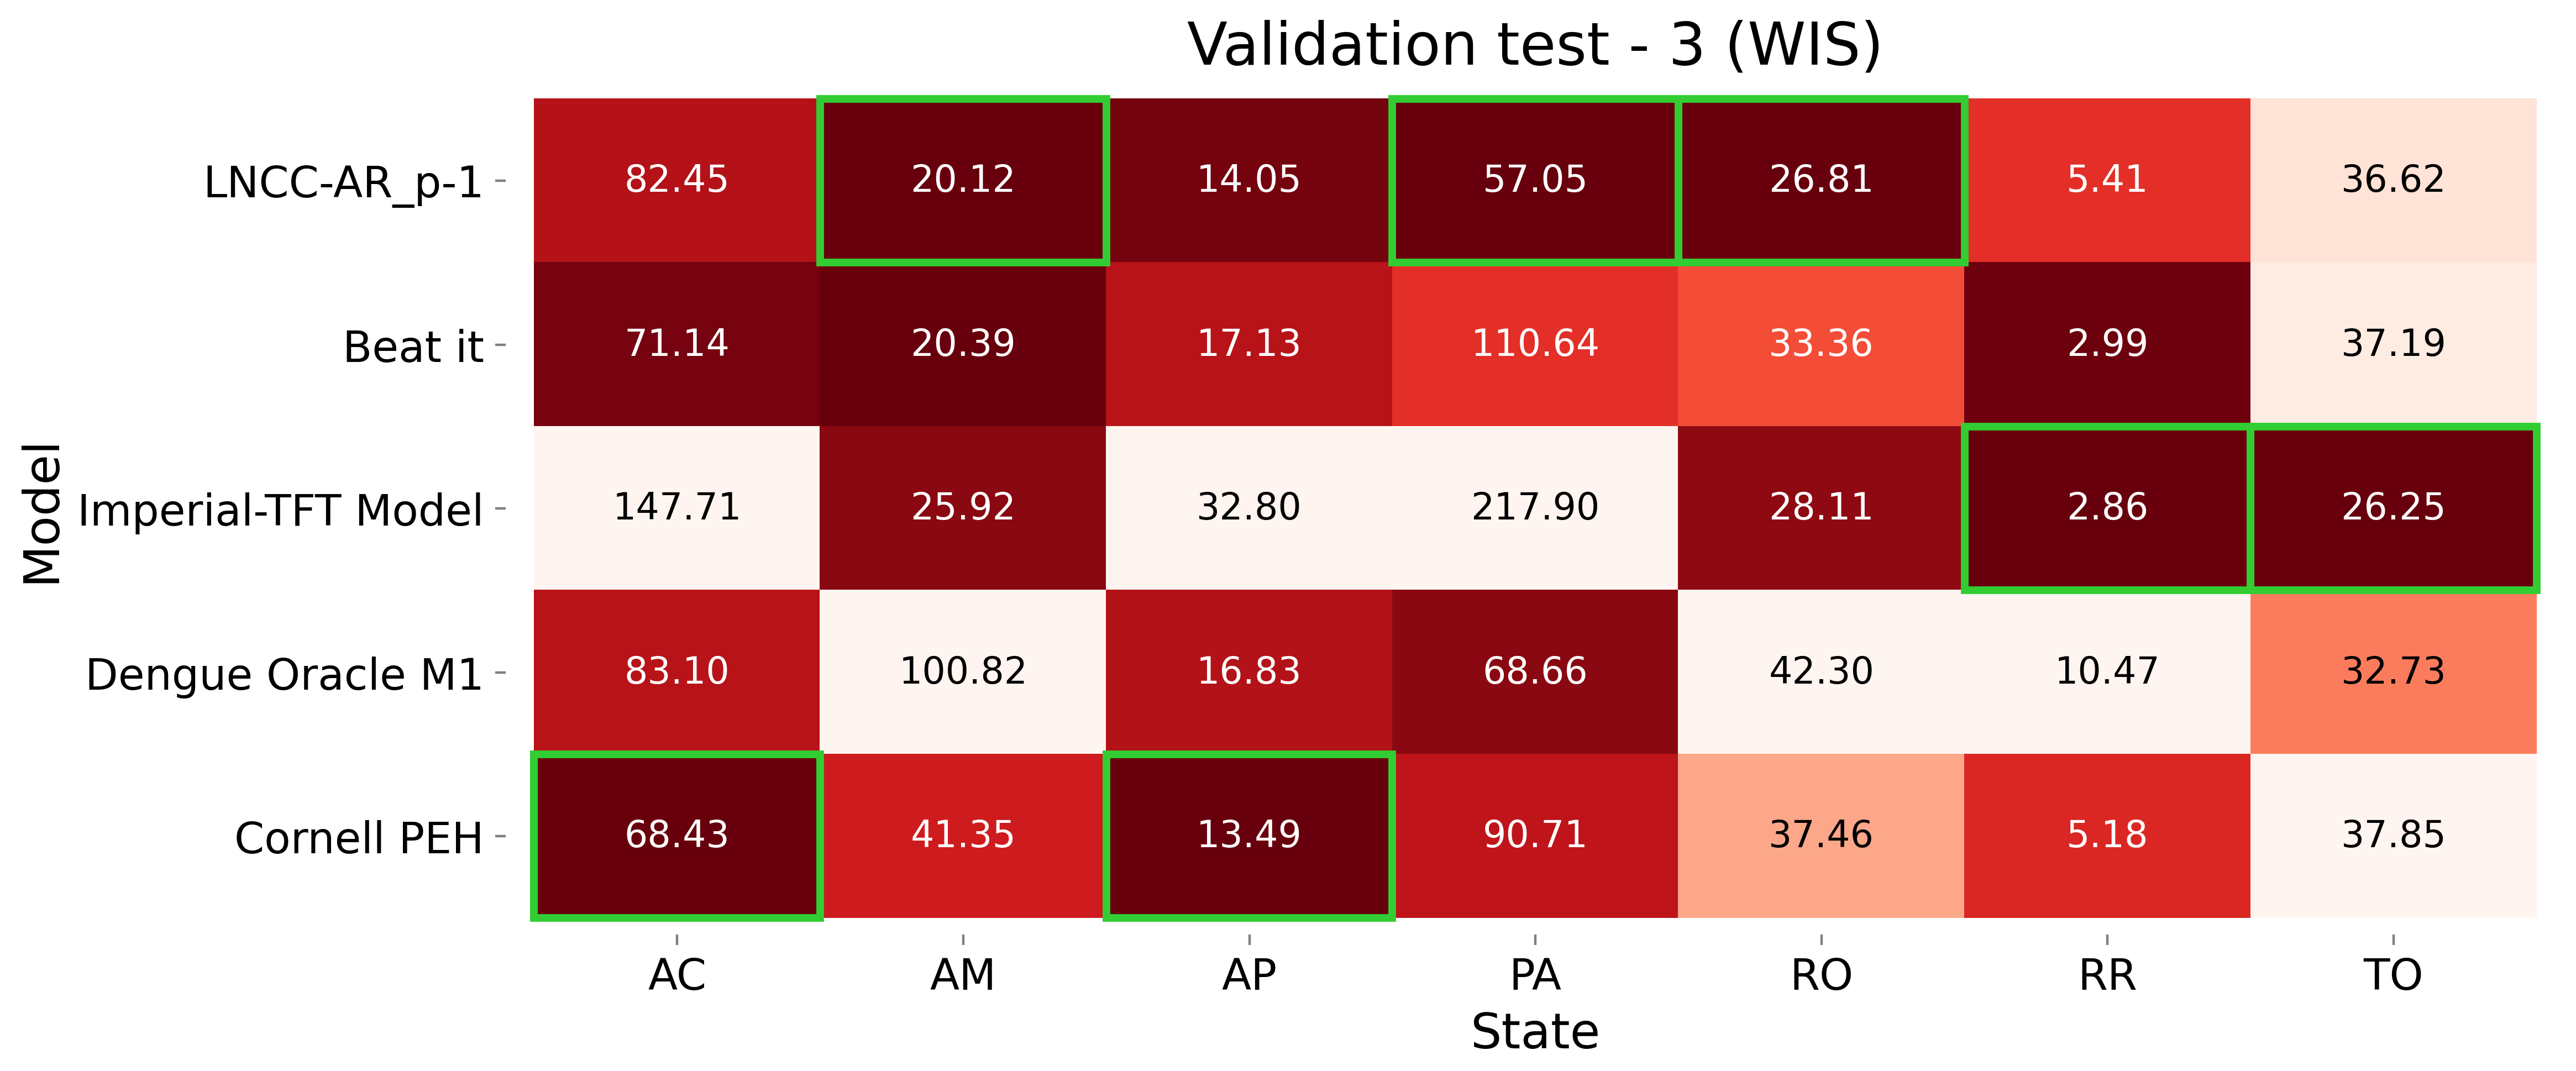 Validation test - 3 (WIS)
Model
LNCC-AR_p-1 82.45 20.12 14.05 57.05 26.81 5.41 36.62
Beat it 71.14 20.39 17.13 110.64 33.36 2.99 37.19
Imperial-TFT Model 147.71 25.92 32.80 217.90 28.11 2.86 26.25
Dengue Oracle M1 83.10 100.82 16.83 68.66 42.30 10.47 32.73
Cornell PEH 68.43 41.35 13.49 90.71 37.46 5.18 37.85
AC AM AP PA RO RR TO
State